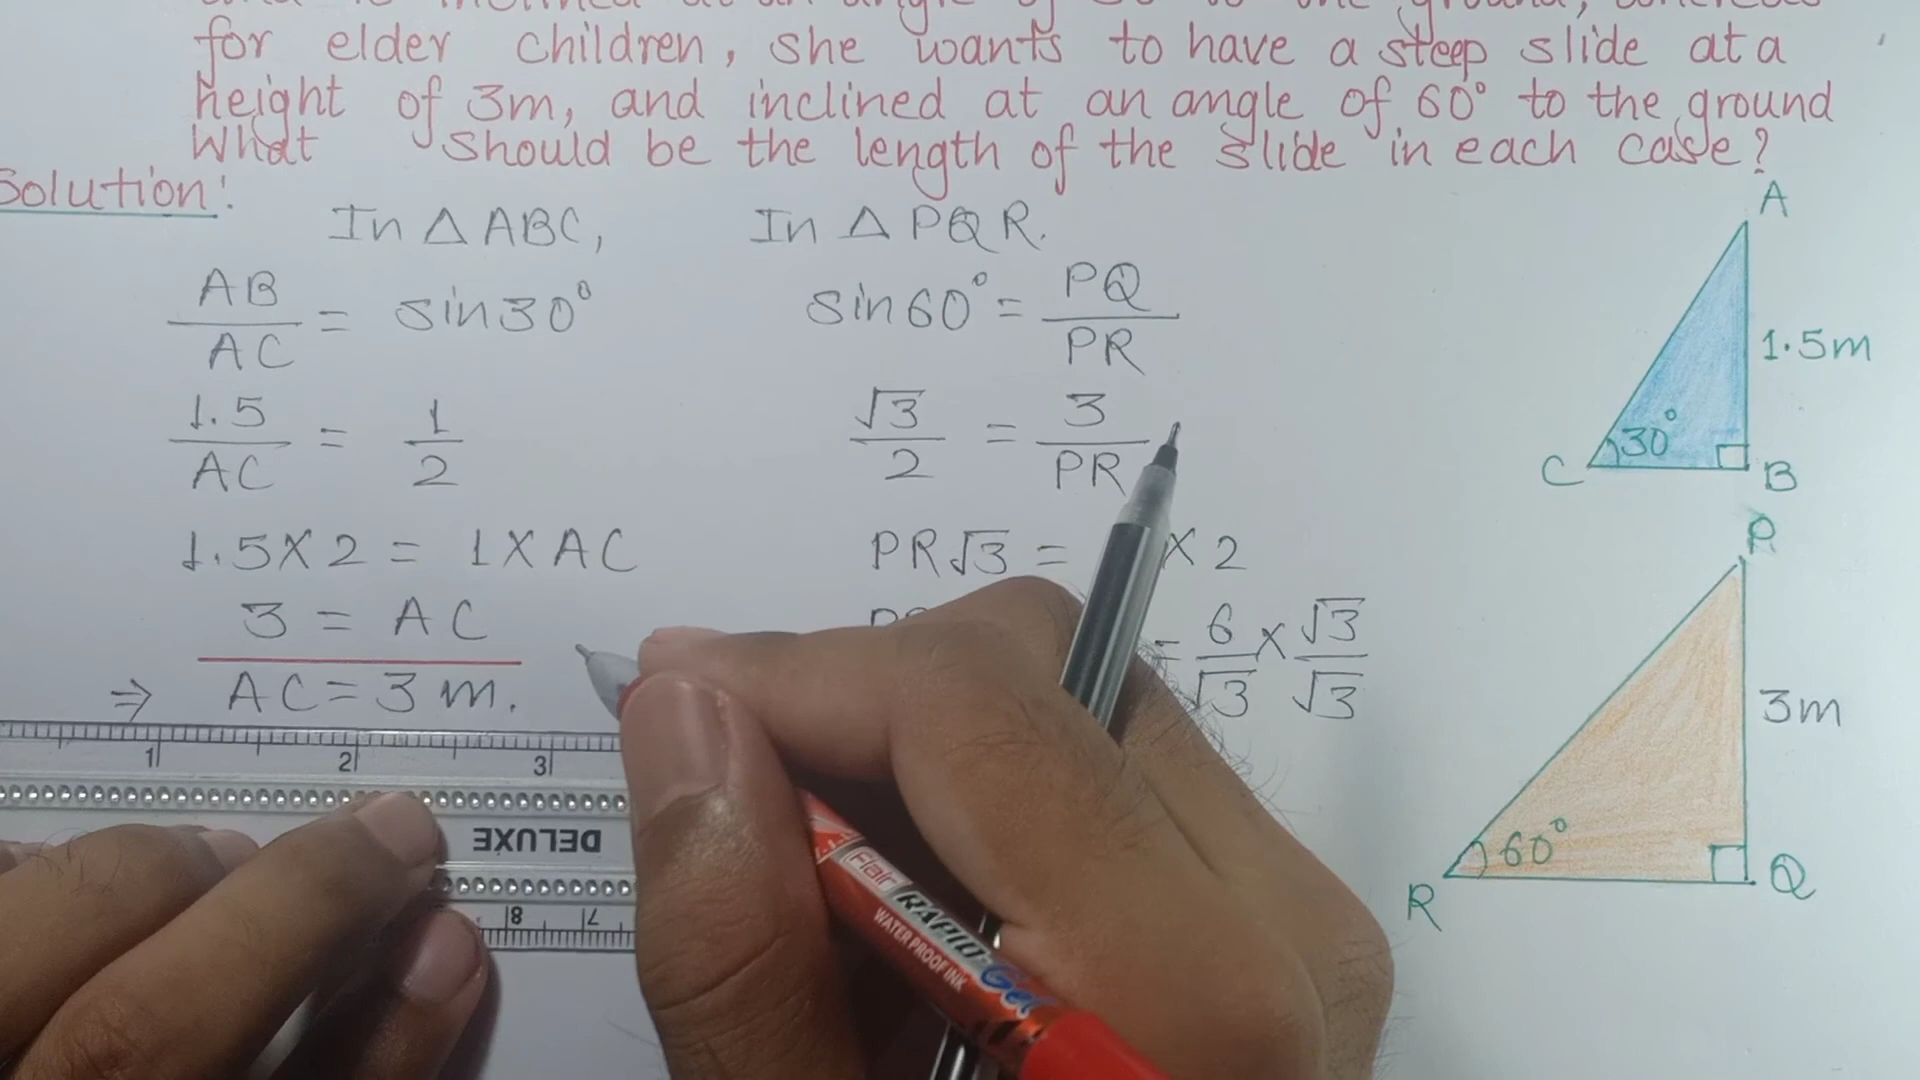 for elder children, she wants to have a steep slide at a
height of 3m, and inclined at an angle of 60° to the ground
What should be the length of the slide in each case?
Solution:
In △ ABC,
AB/AC = sin30°
1.5/AC = 1/2
1.5 X 2 = 1 X AC
3 = AC
⇒ AC = 3 m.
In △ PQR.
sin60° = PQ/PR
√3/2 = 3/PR
PR√3 = X 2
= 6/√3 X √3/√3
A
1.5m
30°
C
B
P
3m
60°
R
Q
1 2 3
DELUXE
8 7
Flair RAPID-Gel
WATER PROOF INK